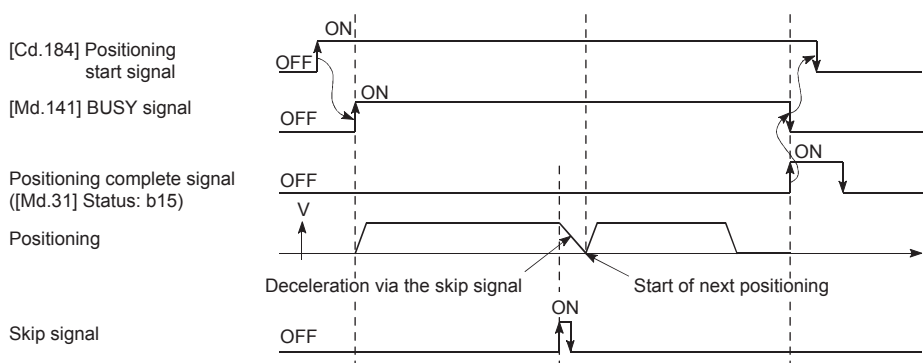 ON
[Cd.184] Positioning
start signal
OFF
[Md.141] BUSY signal
ON
OFF
ON
Positioning complete signal
([Md.31] Status: b15)
OFF
V
Positioning
Deceleration via the skip signal
Start of next positioning
ON
Skip signal
OFF